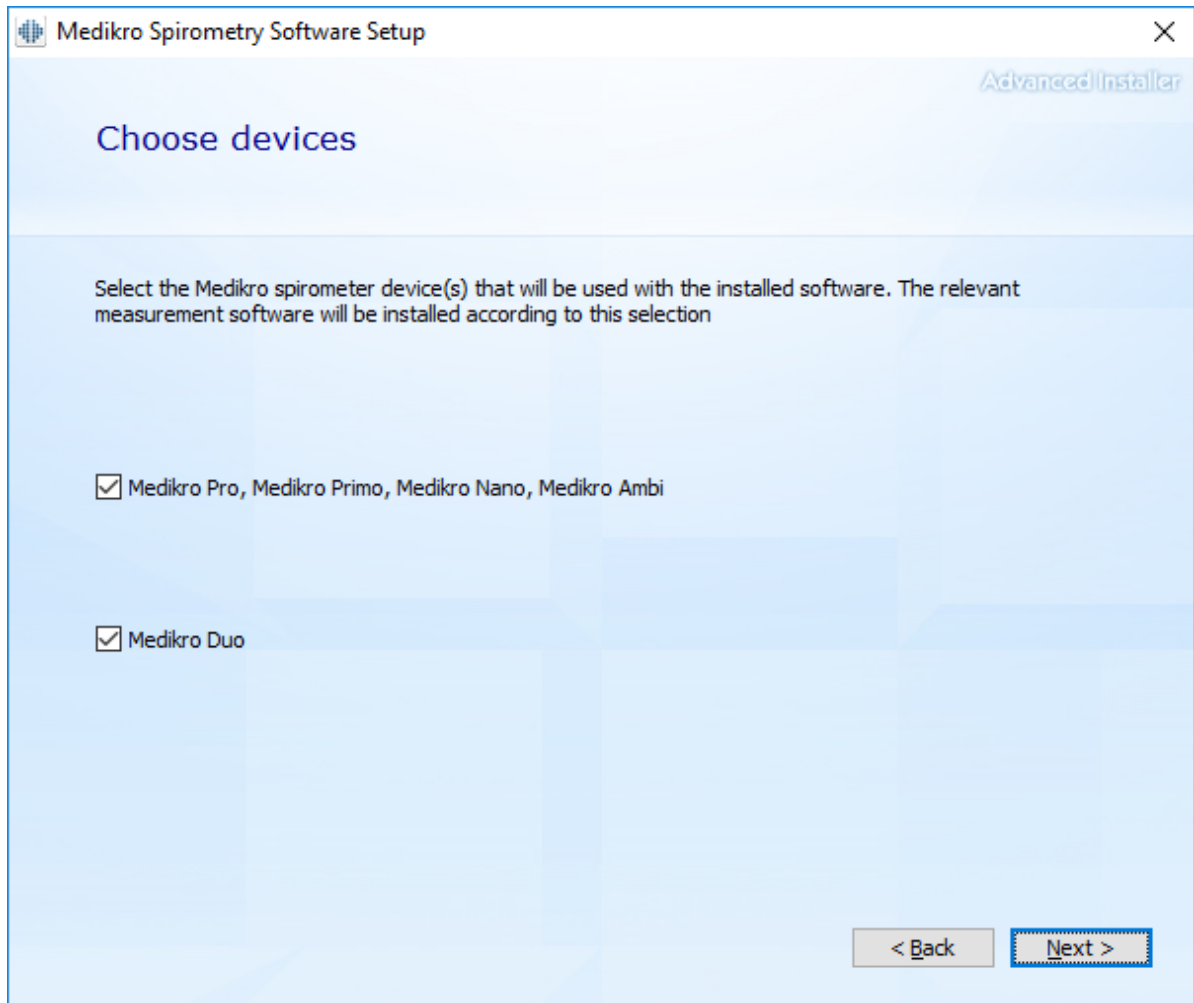 Medikro Spirometry Software Setup
Advanced Installer
Choose devices
Select the Medikro spirometer device(s) that will be used with the installed software. The relevant
measurement software will be installed according to this selection
Medikro Pro, Medikro Primo, Medikro Nano, Medikro Ambi
Medikro Duo
< Back
Next >